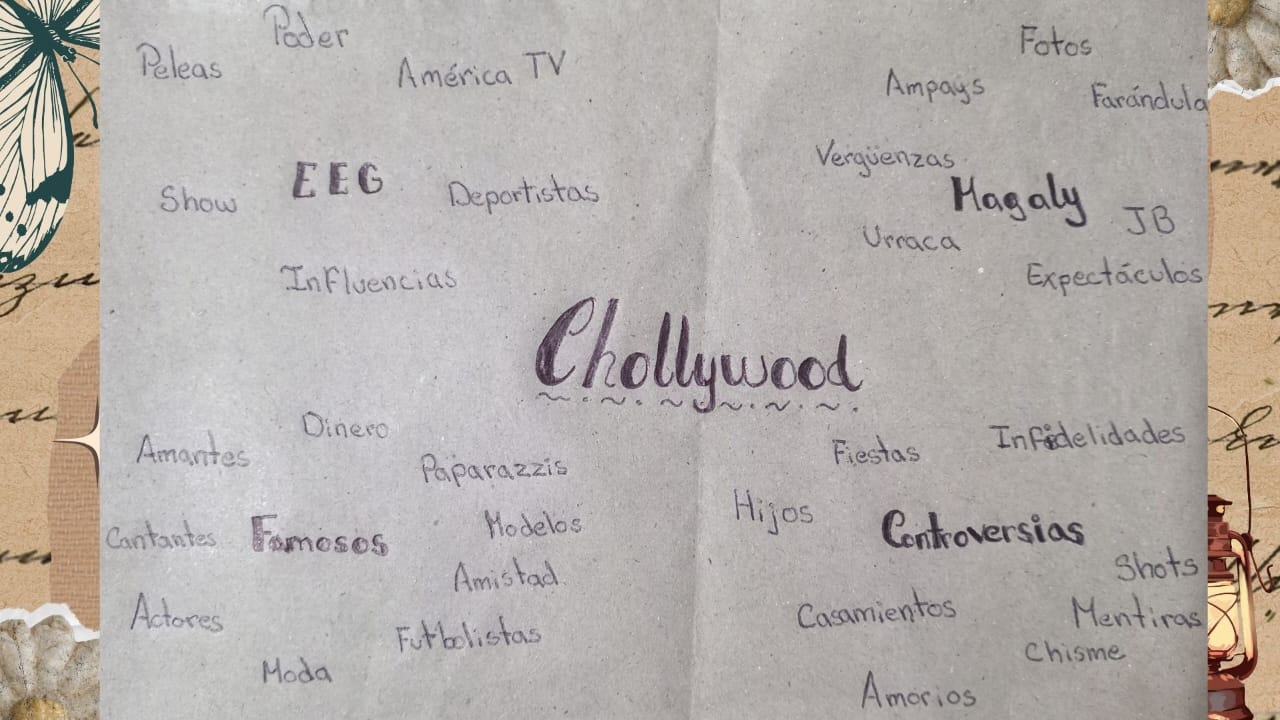 Poder
Peleas
América TV
EEG
Show
Deportistas
Influencias
Fotos
Ampays
Farándula
Vergüenzas
Magaly
JB
Urraca
Expectáculos
Chollywood
Dinero
Amantes
Paparazzis
Cantantes
Famosos
Modelos
Amistad
Actores
Futbolistas
Moda
Fiestas
Infidelidades
Hijos
Controversias
Shots
Casamientos
Mentiras
Chisme
Amorios